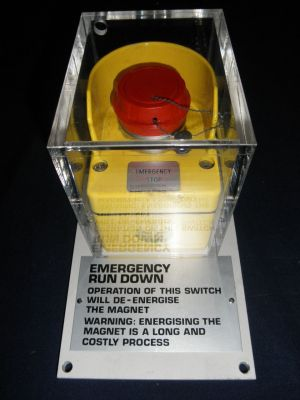 EMERGENCY
STOP
EMERGENCY
RUN DOWN
OPERATION OF THIS SWITCH
WILL DE-ENERGISE
THE MAGNET
WARNING: ENERGISING THE
MAGNET IS A LONG AND
COSTLY PROCESS